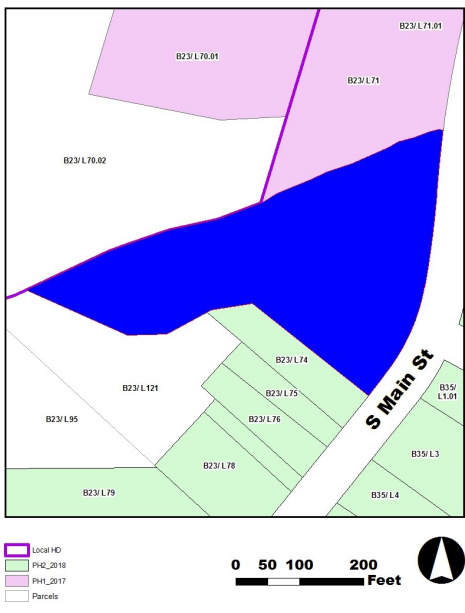 B23/ L71.01
B23/ L70.01
B23/ L71
B23/ L70.02
B23/ L74
B23/ L121
B23/ L75
B35/
L1.01
S Main St
B23/ L95
B23/ L76
B35/ L3
B23/ L78
B23/ L79
B35/ L4
Local HD
PH2_2018
PH1_2017
Parcels
0 50 100 200
Feet